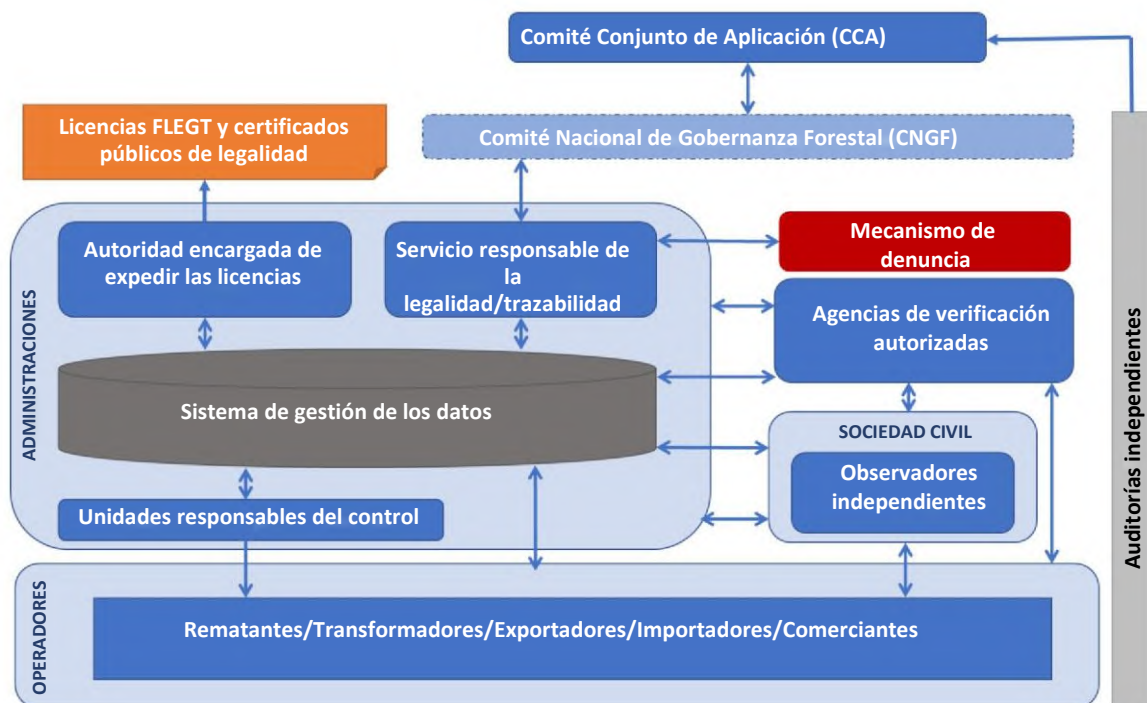 Comité Conjunto de Aplicación (CCA)
Licencias FLEGT y certificados
públicos de legalidad
Comité Nacional de Gobernanza Forestal (CNGF)
ADMINISTRACIONES
Autoridad encargada de
expedir las licencias
Servicio responsable de
la
legalidad/trazabilidad
Mecanismo de
denuncia
Agencias de verificación
autorizadas
Sistema de gestión de los datos
SOCIEDAD CIVIL
Observadores
independientes
Unidades responsables del control
Auditorías independientes
OPERADORES
Rematantes/Transformadores/Exportadores/Importadores/Comerciantes